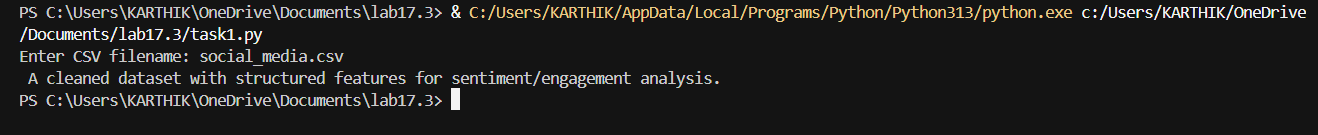 PS C:\Users\KARTHIK\OneDrive\Documents\lab17.3> & C:/Users/KARTHIK/AppData/Local/Programs/Python/Python313/python.exe c:/Users/KARTHIK/OneDrive
/Documents/lab17.3/task1.py
Enter CSV filename: social_media.csv
 A cleaned dataset with structured features for sentiment/engagement analysis.
PS C:\Users\KARTHIK\OneDrive\Documents\lab17.3>